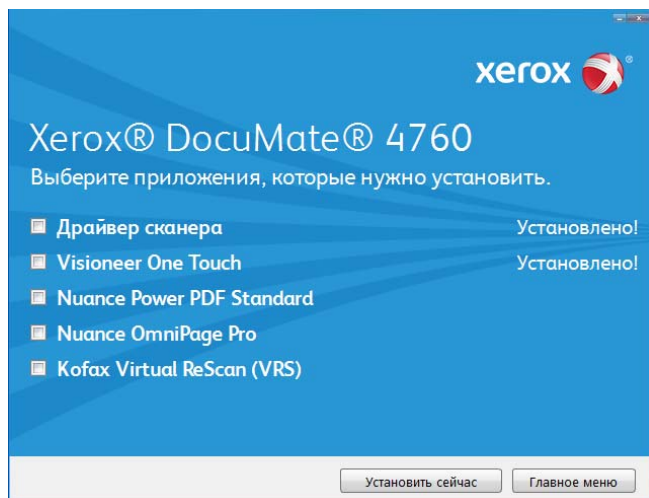 xerox ®
Xerox® DocuMate® 4760
Выберите приложения, которые нужно установить.
Драйвер сканера Установлено!
Visioneer One Touch Установлено!
Nuance Power PDF Standard
Nuance OmniPage Pro
Kofax Virtual ReScan (VRS)
Установить сейчас Главное меню